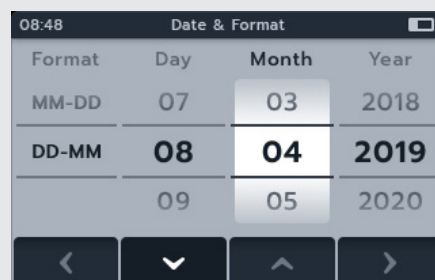 08:48 Date & Format
Format Day Month Year
MM-DD 07 03 2018
DD-MM 08 04 2019
09 05 2020